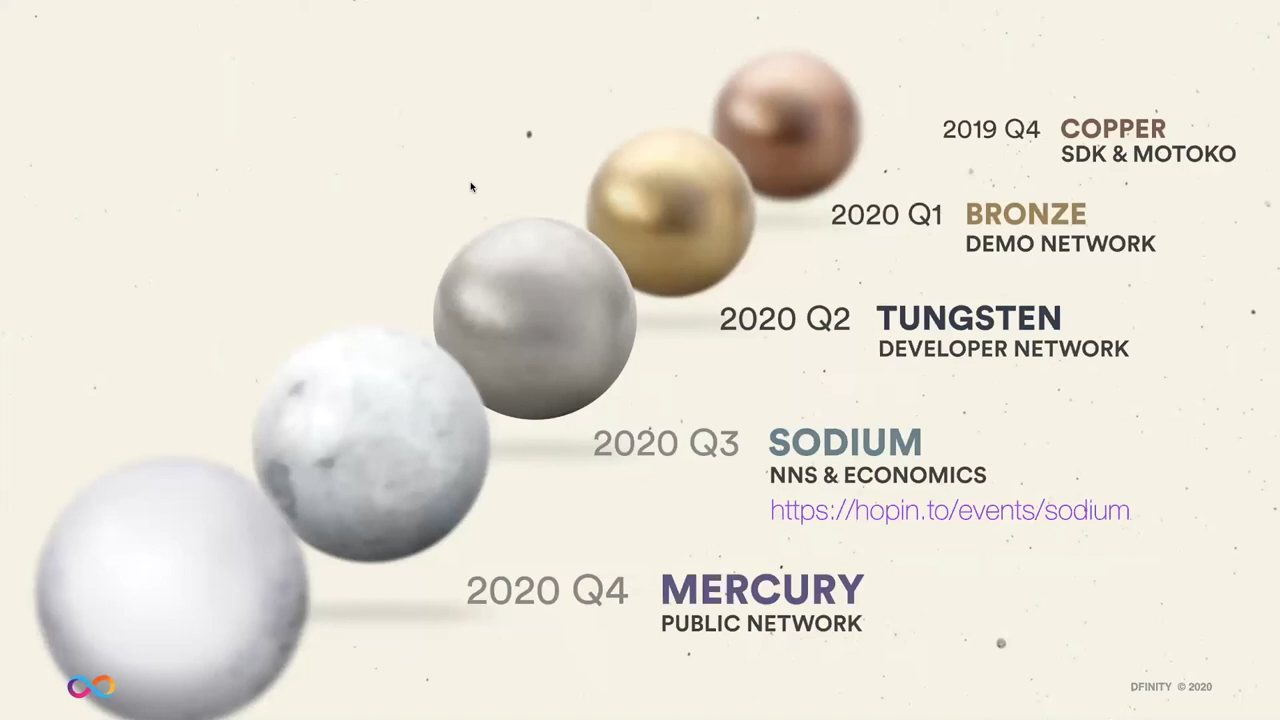 2019 Q4 COPPER
SDK & MOTOKO
2020 Q1 BRONZE
DEMO NETWORK
2020 Q2 TUNGSTEN
DEVELOPER NETWORK
2020 Q3 SODIUM
NNS & ECONOMICS
https://hopin.to/events/sodium
2020 Q4 MERCURY
PUBLIC NETWORK
DFINITY © 2020